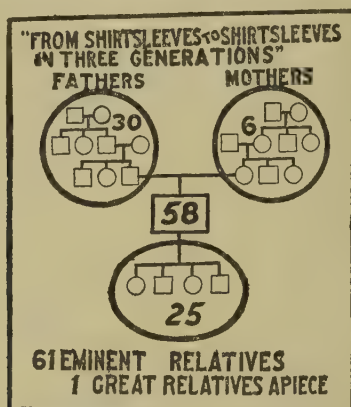 "FROM SHIRTSLEEVES TO SHIRTSLEEVES
IN THREE GENERATIONS"
FATHERS MOTHERS
30 6
58
25
61 EMINENT RELATIVES
1 GREAT RELATIVES APIECE